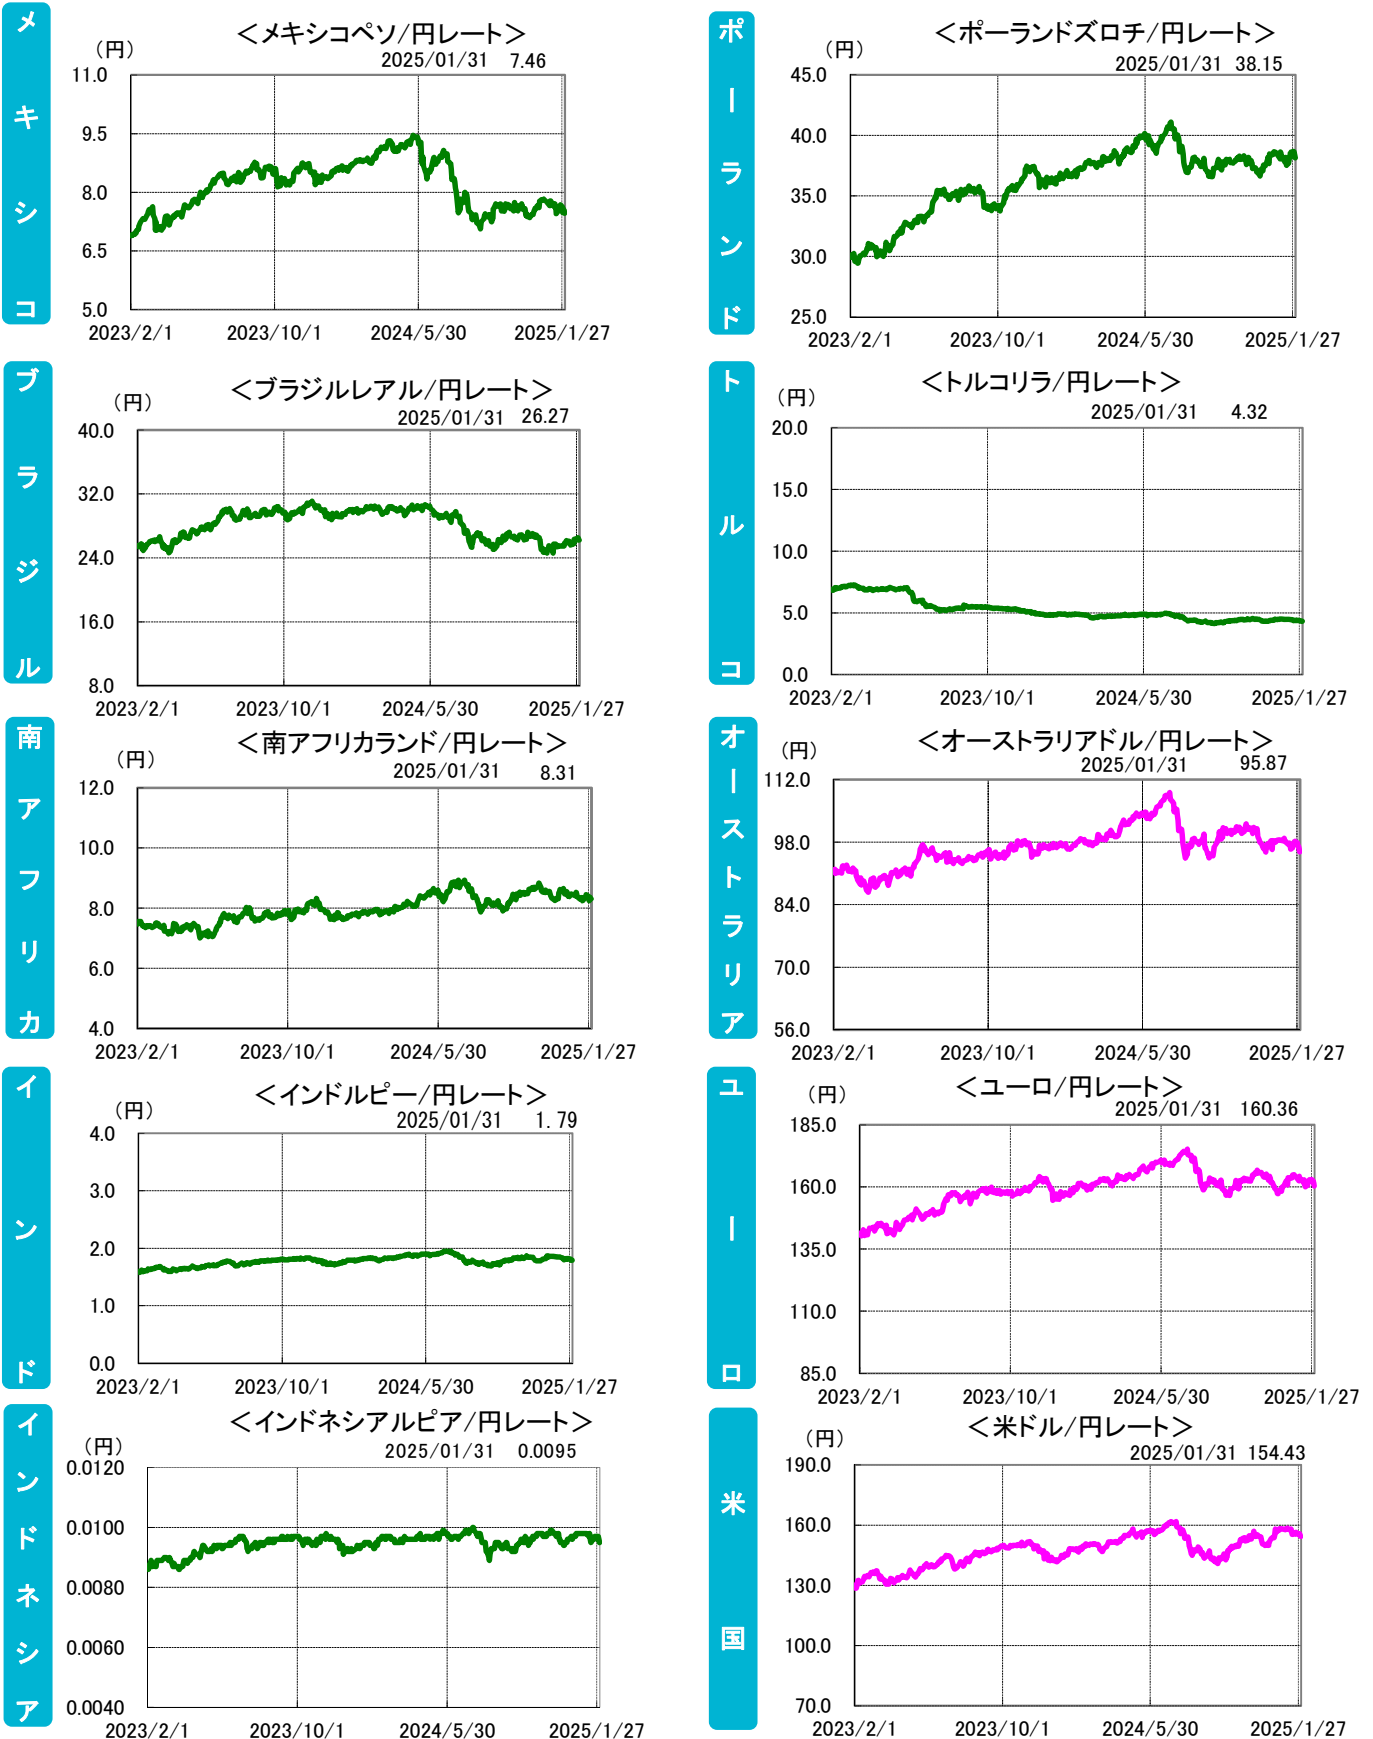 メキシコ
＜メキシコペソ/円レート＞
（円）
2025/01/31 7.46
11.0
9.5
8.0
6.5
5.0
2023/2/1 2023/10/1 2024/5/30 2025/1/27
ポーランド
＜ポーランドズロチ/円レート＞
（円）
2025/01/31 38.15
45.0
40.0
35.0
30.0
25.0
2023/2/1 2023/10/1 2024/5/30 2025/1/27
ブラジル
＜ブラジルレアル/円レート＞
（円）
2025/01/31 26.27
40.0
32.0
24.0
16.0
8.0
2023/2/1 2023/10/1 2024/5/30 2025/1/27
トルコ
＜トルコリラ/円レート＞
（円）
2025/01/31 4.32
20.0
15.0
10.0
5.0
0.0
2023/2/1 2023/10/1 2024/5/30 2025/1/27
南アフリカ
＜南アフリカランド/円レート＞
（円）
2025/01/31 8.31
12.0
10.0
8.0
6.0
4.0
2023/2/1 2023/10/1 2024/5/30 2025/1/27
オーストラリア
＜オーストラリアドル/円レート＞
（円）
2025/01/31 95.87
112.0
98.0
84.0
70.0
56.0
2023/2/1 2023/10/1 2024/5/30 2025/1/27
インド
＜インドルピー/円レート＞
（円）
2025/01/31 1.79
4.0
3.0
2.0
1.0
0.0
2023/2/1 2023/10/1 2024/5/30 2025/1/27
ユーロ
＜ユーロ/円レート＞
（円）
2025/01/31 160.36
185.0
160.0
135.0
110.0
85.0
2023/2/1 2023/10/1 2024/5/30 2025/1/27
インドネシア
＜インドネシアルピア/円レート＞
（円）
2025/01/31 0.0095
0.0120
0.0100
0.0080
0.0060
0.0040
2023/2/1 2023/10/1 2024/5/30 2025/1/27
米国
＜米ドル/円レート＞
（円）
2025/01/31 154.43
190.0
160.0
130.0
100.0
70.0
2023/2/1 2023/10/1 2024/5/30 2025/1/27